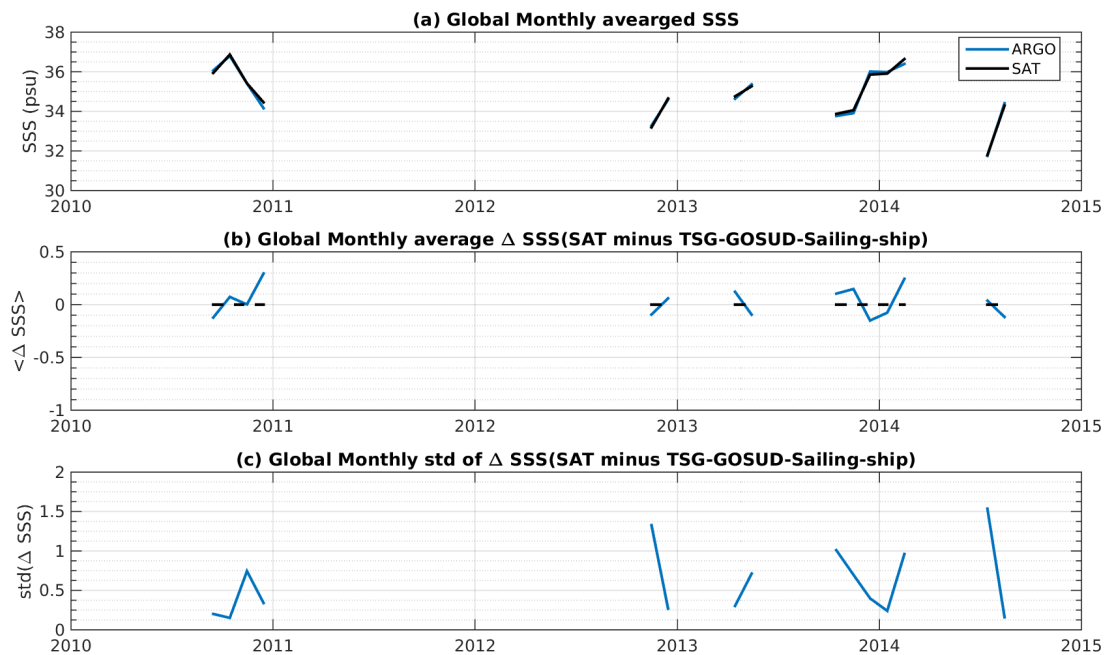 (a) Global Monthly avearged SSS
38
36
34
32
30
SSS (psu)
ARGO
SAT
2010 2011 2012 2013 2014 2015
(b) Global Monthly average Δ SSS(SAT minus TSG-GOSUD-Sailing-ship)
0.5
0
-0.5
-1
<Δ SSS>
2010 2011 2012 2013 2014 2015
(c) Global Monthly std of Δ SSS(SAT minus TSG-GOSUD-Sailing-ship)
2
1.5
1
0.5
0
std(Δ SSS)
2010 2011 2012 2013 2014 2015